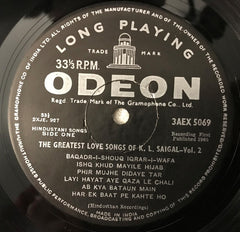 LONG PLAYING
TRADE MARK
33⅓ R.P.M.
ODEON
Regd. Trade Mark of The Gramophone Co., Ltd.
3AEX 5069
HINDUSTANI SONGS
SIDE ONE
Recording First
Published
THE GREATEST LOVE SONGS OF K. L. SAIGAL-Vol. 2
BAQADR-I-SHOUQ IQRAR-I-WAFA
ISHQ KHUD MAYILE HIJAB
PHIR MUJHE DIDAYE TAR
LAYI HAYAT AYE QAZA LE CHALI
AB KYA BATAUN MAIN
HAR-EK BAAT PE KAHTE HO
(Hindustani Recordings)
MADE IN INDIA